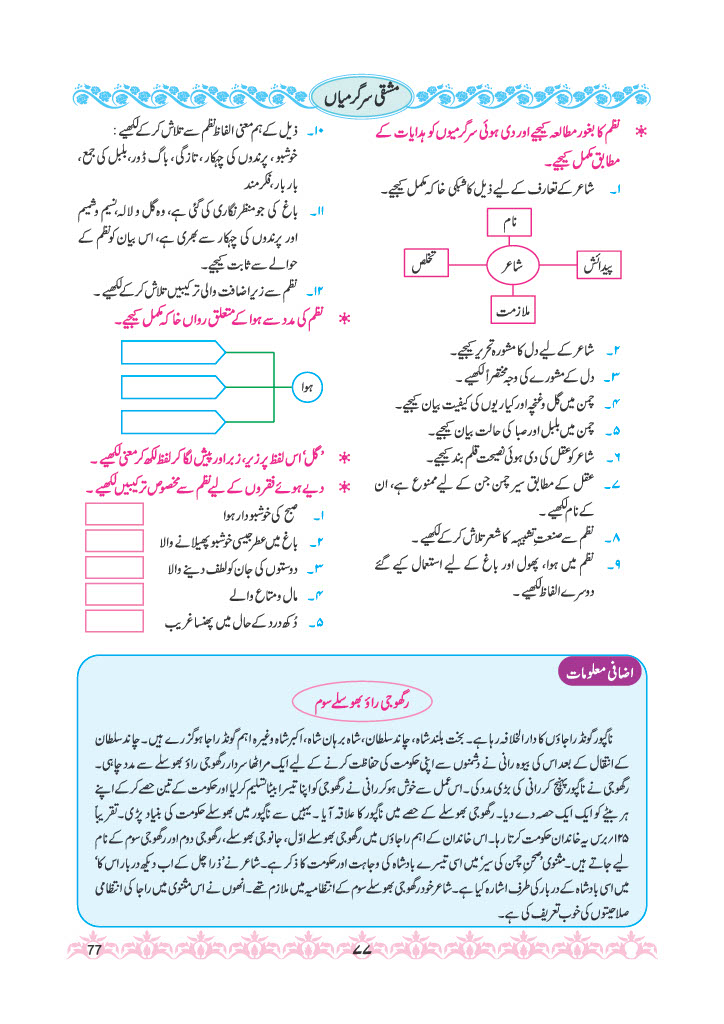 مشقی سرگرمیاں
* نظم کا بغور مطالعہ کیجیے اور دی ہوئی سرگرمیوں کو ہدایات کے
مطابق مکمل کیجیے۔
۱۔ شاعر کے تعارف کے لیے ذیل کا شبکی خاکہ مکمل کیجیے۔
نام
پیدائش
شاعر
تخلص
ملازمت
۲۔ شاعر کے لیے دل کا مشورہ تحریر کیجیے۔
۳۔ دل کے مشورے کی وجہ مختصراً لکھیے۔
۴۔ چمن میں گل و غنچہ اور کیاریوں کی کیفیت بیان کیجیے۔
۵۔ چمن میں بلبل اور صبا کی حالت بیان کیجیے۔
۶۔ شاعر کو عقل کی دی ہوئی نصیحت قلم بند کیجیے۔
۷۔ عقل کے مطابق سیرِ چمن جن کے لیے ممنوع ہے، ان
کے نام لکھیے۔
۸۔ نظم سے صنعتِ تشبیہہ کا شعر تلاش کرکے لکھیے۔
۹۔ نظم میں ہوا، پھول اور باغ کے لیے استعمال کیے گئے
دوسرے الفاظ لکھیے۔
۱۰۔ ذیل کے ہم معنی الفاظ نظم سے تلاش کرکے لکھیے:
خوشبو، پرندوں کی چہکار، تازگی، باگ ڈور، بلبل کی جمع،
بار بار، فکرمند
۱۱۔ باغ کی جو منظر نگاری کی گئی ہے، وہ گل و لالہ، نسیم و شمیم
اور پرندوں کی چہکار سے بھری ہے، اس بیان کو نظم کے
حوالے سے ثابت کیجیے۔
۱۲۔ نظم سے زیرِ اضافت والی ترکیبیں تلاش کرکے لکھیے۔
* نظم کی مدد سے ہوا کے متعلق رواں خاکہ مکمل کیجیے۔
ہوا
* 'گل' اس لفظ پر زیر، زبر اور پیش لگا کر لفظ لکھ کر معنی لکھیے۔
* دیے ہوئے فقروں کے لیے نظم سے مخصوص ترکیبیں لکھیے۔
۱۔ صبح کی خوشبودار ہوا
۲۔ باغ میں عطر جیسی خوشبو پھیلانے والا
۳۔ دوستوں کی جان کو لطف دینے والا
۴۔ مال و متاع والے
۵۔ دُکھ درد کے حال میں پھنسا غریب
اضافی معلومات
رگھوجی راؤ بھوسلے سوم
ناگپور گونڈ راجاؤں کا دارالخلافہ رہا ہے۔ بخت بلند شاہ، چاند سلطان، شاہ برہان شاہ، اکبر شاہ وغیرہ اہم گونڈ راجا ہو گزرے ہیں۔ چاند سلطان
کے انتقال کے بعد اس کی بیوہ رانی نے دشمنوں سے اپنی حکومت کی حفاظت کرنے کے لیے ایک مراٹھا سردار رگھوجی راؤ بھوسلے سے مدد چاہی۔
رگھوجی نے ناگپور پہنچ کر رانی کی بڑی مدد کی۔ اس عمل سے خوش ہو کر رانی نے رگھوجی کو اپنا تیسرا بیٹا تسلیم کر لیا اور حکومت کے تین حصے کرکے اپنے
ہر بیٹے کو ایک ایک حصہ دے دیا۔ رگھوجی بھوسلے کے حصے میں ناگپور کا علاقہ آیا۔ یہیں سے ناگپور میں بھوسلے حکومت کی بنیاد پڑی۔ تقریباً
۱۲۵ برس یہ خاندان حکومت کرتا رہا۔ اس خاندان کے اہم راجاؤں میں رگھوجی بھوسلے اوّل، جانوجی بھوسلے، رگھوجی دوم اور رگھوجی سوم کے نام
لیے جاتے ہیں۔ مثنوی 'صحنِ چمن کی سیر' میں اسی تیسرے بادشاہ کی وجاہت اور حکومت کا ذکر ہے۔ شاعر نے 'ذرا چل کے اب دیکھ دربار اس کا'
میں اسی بادشاہ کے دربار کی طرف اشارہ کیا ہے۔ شاعر خود رگھوجی بھوسلے سوم کے انتظامیہ میں ملازم تھے۔ انھوں نے اس مثنوی میں راجا کی انتظامی
صلاحیتوں کی خوب تعریف کی ہے۔
77
۷۷